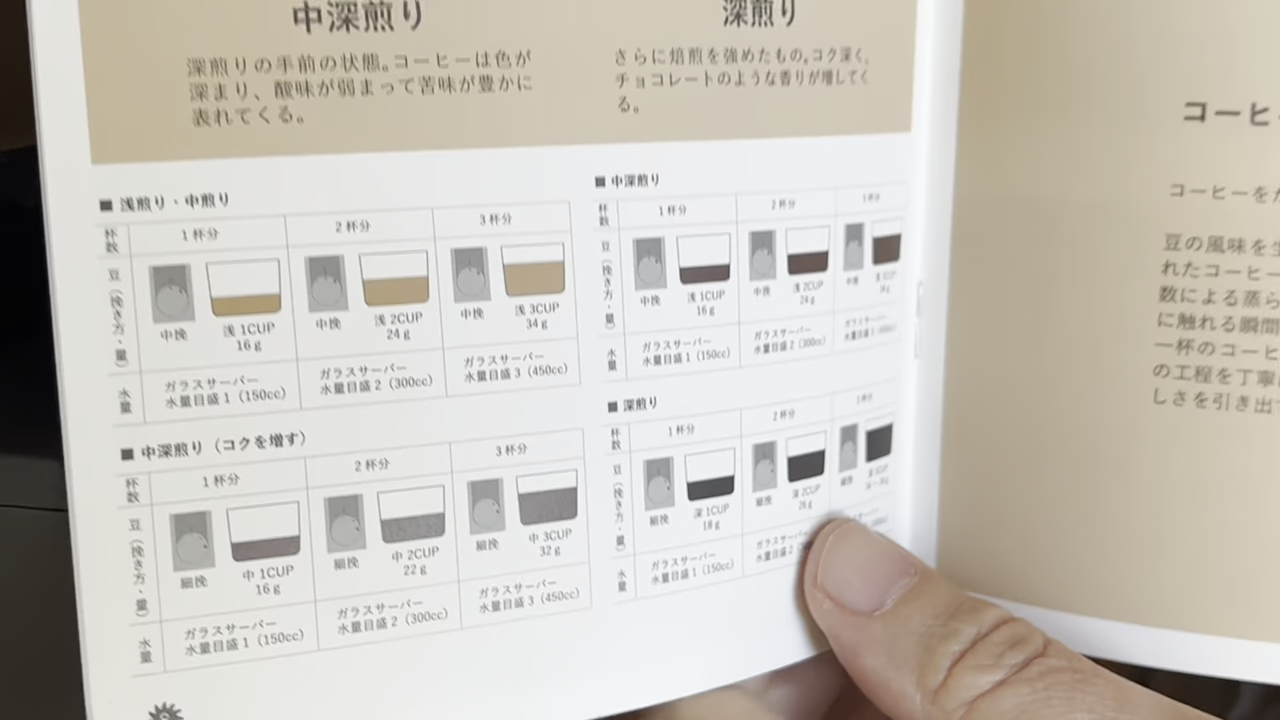 中深煎り
深煎りの手前の状態。コーヒーは色が
深まり、酸味が弱まって苦味が豊かに
表れてくる。
深煎り
さらに焙煎を強めたもの。コク深く、
チョコレートのような香りが増してく
る。
■ 浅煎り・中煎り
杯数 1杯分 2杯分 3杯分
豆（挽き方・量）
中挽 浅 1CUP 16g
中挽 浅 2CUP 24g
中挽 浅 3CUP 34g
水量
ガラスサーバー 水量目盛1（150cc）
ガラスサーバー 水量目盛2（300cc）
ガラスサーバー 水量目盛3（450cc）
■ 中深煎り（コクを増す）
杯数 1杯分 2杯分 3杯分
豆（挽き方・量）
細挽 中 1CUP 16g
細挽 中 2CUP 22g
細挽 中 3CUP 32g
水量
ガラスサーバー 水量目盛1（150cc）
ガラスサーバー 水量目盛2（300cc）
ガラスサーバー 水量目盛3（450cc）
■ 中深煎り
杯数 1杯分 2杯分
豆（挽き方・量）
中挽 浅 1CUP 16g
中挽 浅 2CUP 24g
中挽
水量
ガラスサーバー 水量目盛1（150cc）
ガラスサーバー 水量目盛2（300cc）
■ 深煎り
杯数 1杯分 2杯分
豆（挽き方・量）
細挽 深 1CUP 18g
細挽 深 2CUP 26g
細挽
水量
ガラスサーバー 水量目盛1（150cc）
ガラスサーバー 水量目盛2
コーヒ
コーヒーをた
豆の風味を生
れたコーヒー
数による蒸ら
に触れる瞬間
一杯のコーヒ
の工程を丁寧に
しさを引き出す